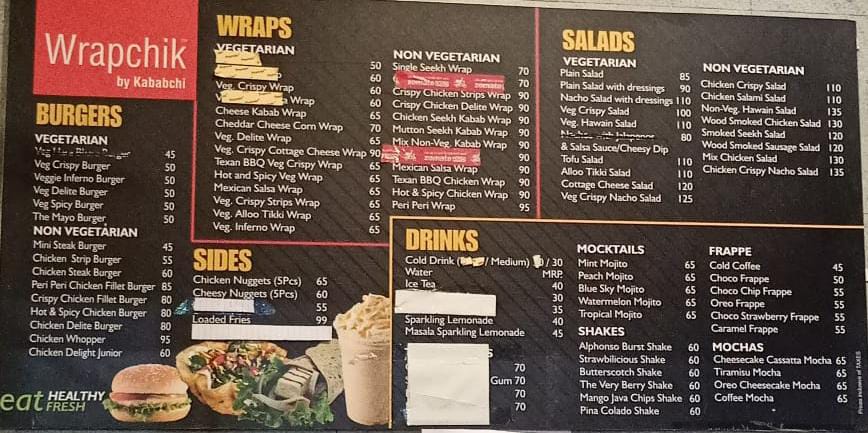 Wrapchik
by Kababchi
BURGERS
VEGETARIAN
45
Veg Crispy Burger 50
Veggie Inferno Burger 50
Veg Delite Burger 50
Veg Spicy Burger 50
The Mayo Burger 50
NON VEGETARIAN
Mini Steak Burger 45
Chicken Strip Burger 55
Chicken Steak Burger 60
Peri Peri Chicken Fillet Burger 85
Crispy Chicken Fillet Burger 80
Hot & Spicy Chicken Burger 80
Chicken Delite Burger 80
Chicken Whopper 95
Chicken Delight Junior 60
eat HEALTHY
FRESH
WRAPS
VEGETARIAN
50
60
Veg. Crispy Wrap 60
Wrap 60
Cheese Kabab Wrap 65
Cheddar Cheese Corn Wrap 70
Veg. Delite Wrap 65
Veg. Crispy Cottage Cheese Wrap 90
Texan BBQ Veg Crispy Wrap 65
Hot and Spicy Veg Wrap 65
Mexican Salsa Wrap 65
Veg. Crispy Strips Wrap 65
Veg. Alloo Tikki Wrap 65
Veg. Inferno Wrap 65
NON VEGETARIAN
Single Seekh Wrap 70
zomato 70
Crispy Chicken Strips Wrap 90
Crispy Chicken Delite Wrap 90
Chicken Seekh Kabab Wrap 90
Mutton Seekh Kabab Wrap 90
Mix Non-Veg. Kabab Wrap 90
zomato 90
Mexican Salsa Wrap 90
Texan BBQ Chicken Wrap 90
Hot & Spicy Chicken Wrap 90
Peri Peri Wrap 95
SIDES
Chicken Nuggets (5Pcs) 65
Cheesy Nuggets (5Pcs) 60
55
Loaded Fries 99
SALADS
VEGETARIAN
Plain Salad 85
Plain Salad with dressings 90
Nacho Salad with dressings 110
Veg Crispy Salad 100
Veg. Hawain Salad 110
80
& Salsa Sauce/Cheesy Dip
Tofu Salad 110
Alloo Tikki Salad 110
Cottage Cheese Salad 120
Veg Crispy Nacho Salad 125
NON VEGETARIAN
Chicken Crispy Salad 110
Chicken Salami Salad 110
Non-Veg. Hawain Salad 135
Wood Smoked Chicken Salad 130
Smoked Seekh Salad 120
Wood Smoked Sausage Salad 120
Mix Chicken Salad 130
Chicken Crispy Nacho Salad 135
DRINKS
Cold Drink ( / Medium) / 30
Water MRP.
Ice Tea 40
30
35
Sparkling Lemonade 40
Masala Sparkling Lemonade 45
S
70
Gum 70
70
70
MOCKTAILS
Mint Mojito 65
Peach Mojito 65
Blue Sky Mojito 65
Watermelon Mojito 65
Tropical Mojito 65
SHAKES
Alphonso Burst Shake 60
Strawbilicious Shake 60
Butterscotch Shake 60
The Very Berry Shake 60
Mango Java Chips Shake 60
Pina Colado Shake 60
FRAPPE
Cold Coffee 45
Choco Frappe 50
Choco Chip Frappe 55
Oreo Frappe 55
Choco Strawberry Frappe 55
Caramel Frappe 55
MOCHAS
Cheesecake Cassatta Mocha 65
Tiramisu Mocha 65
Oreo Cheesecake Mocha 65
Coffee Mocha 65
Prices Inclusive of TAXES